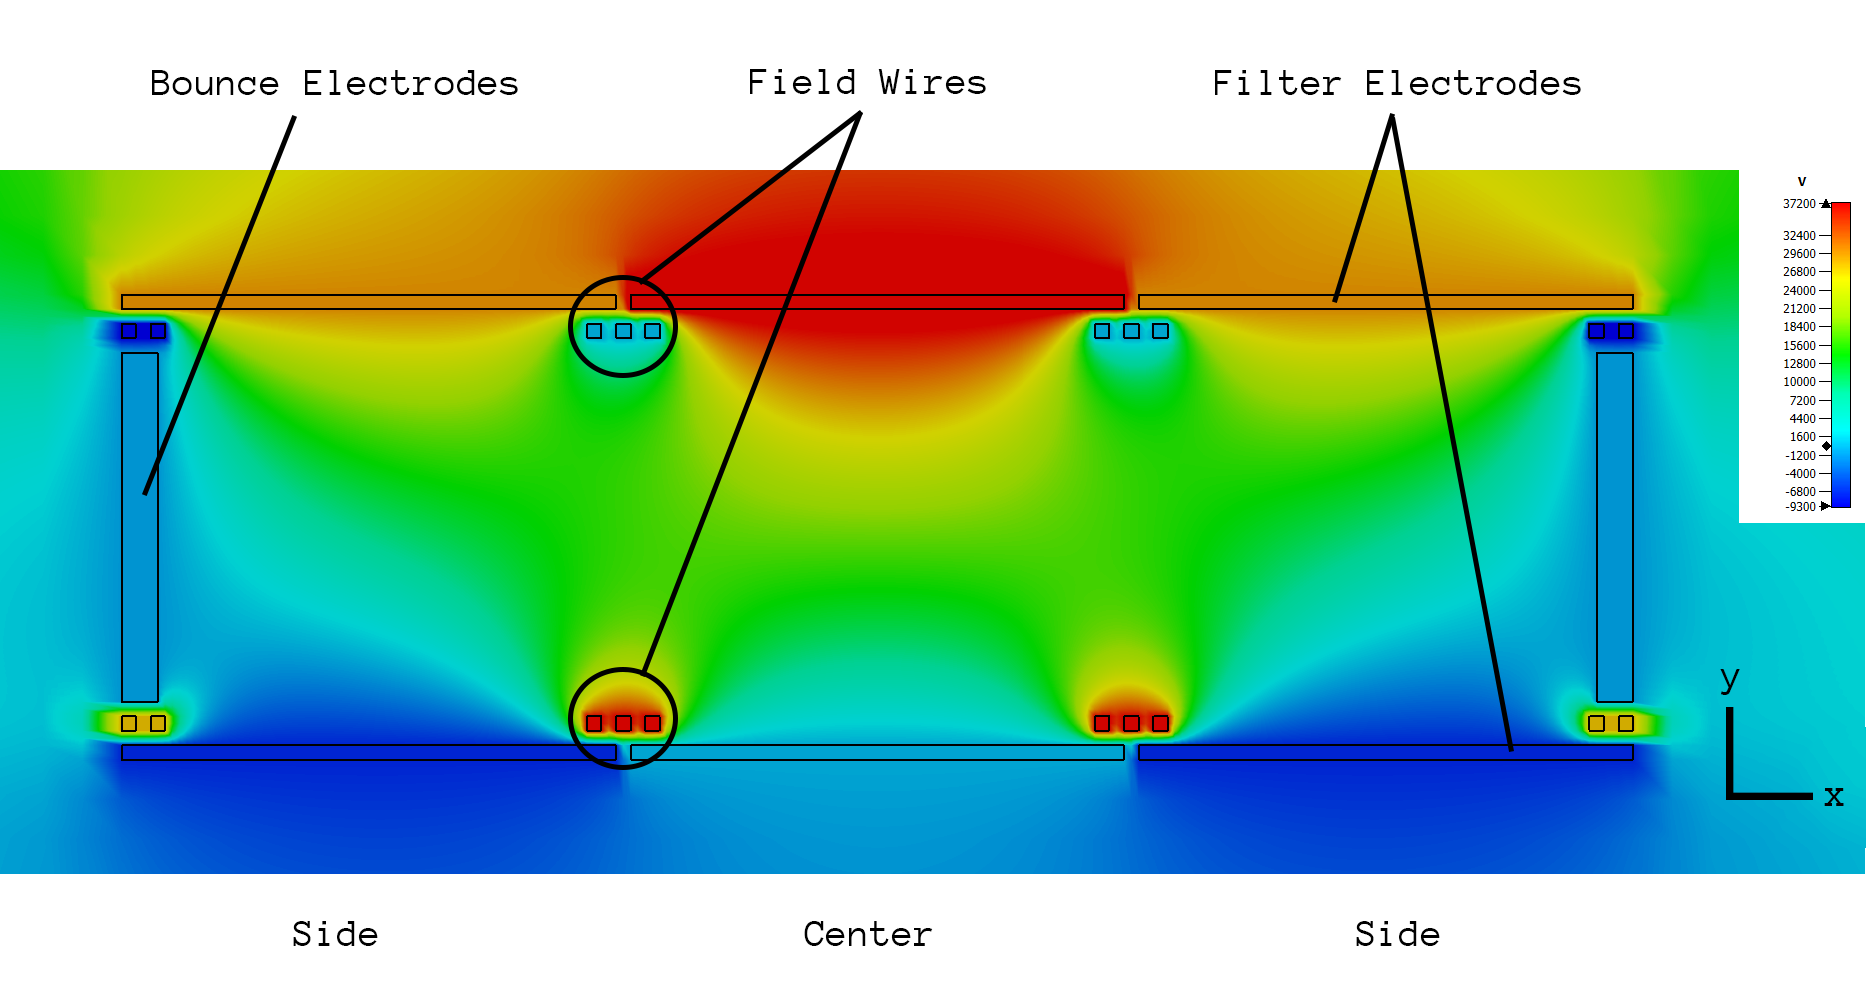 Bounce Electrodes
Field Wires
Filter Electrodes
V
37200
32400
29600
26800
24000
21200
18400
15600
12800
10000
7200
4400
1600
-1200
-4000
-6800
-9300
y
x
Side
Center
Side